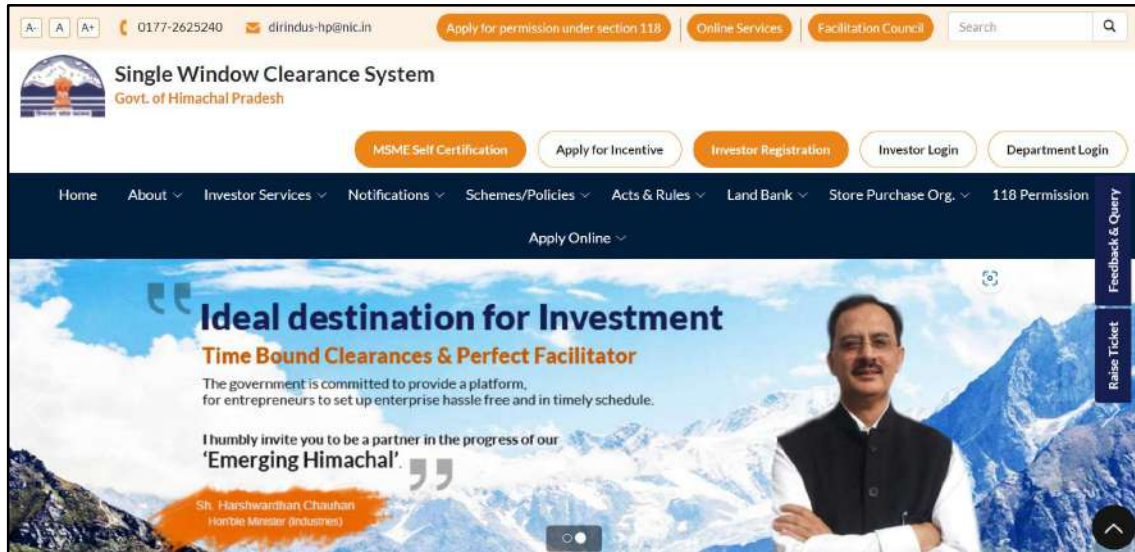 A- A A+ 0177-2625240 dirindus-hp@nic.in Apply for permission under section 118 Online Services Facilitation Council Search
Single Window Clearance System
Govt. of Himachal Pradesh
MSME Self Certification Apply for Incentive Investor Registration Investor Login Department Login
Home About Investor Services Notifications Schemes/Policies Acts & Rules Land Bank Store Purchase Org. 118 Permission
Apply Online
Feedback & Query
Raise Ticket
Ideal destination for Investment
Time Bound Clearances & Perfect Facilitator
The government is committed to provide a platform,
for entrepreneurs to set up enterprise hassle free and in timely schedule.
I humbly invite you to be a partner in the progress of our
‘Emerging Himachal’.
Sh. Harshwardhan Chauhan
Hon'ble Minister (Industries)